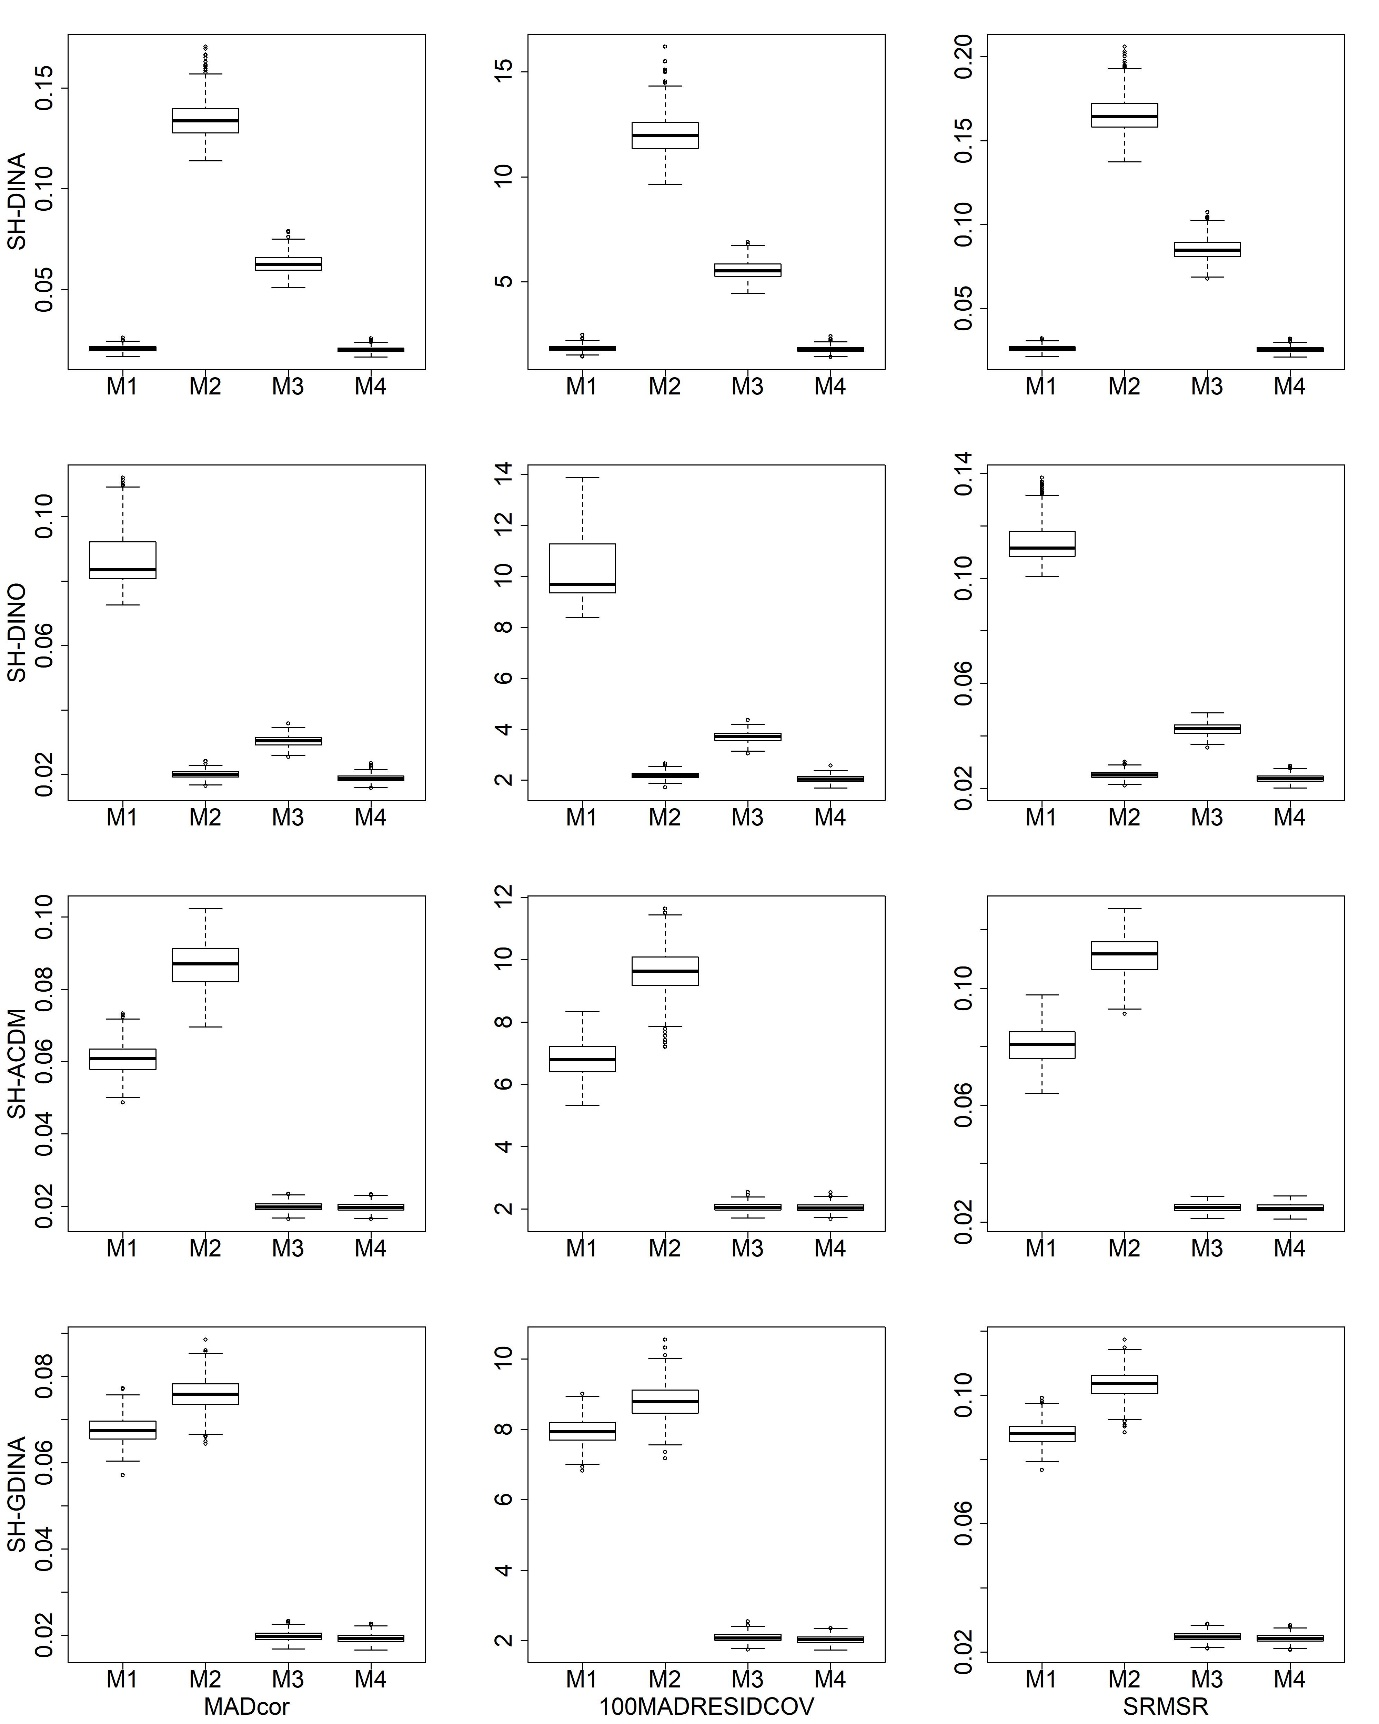 SH-DINA
0.05 0.10 0.15
M1 M2 M3 M4
5 10 15
M1 M2 M3 M4
0.05 0.10 0.15 0.20
M1 M2 M3 M4
SH-DINO
0.02 0.06 0.10
M1 M2 M3 M4
2 4 6 8 10 12 14
M1 M2 M3 M4
0.02 0.06 0.10 0.14
M1 M2 M3 M4
SH-ACDM
0.02 0.04 0.06 0.08 0.10
M1 M2 M3 M4
2 4 6 8 10 12
M1 M2 M3 M4
0.02 0.06 0.10
M1 M2 M3 M4
SH-GDINA
0.02 0.04 0.06 0.08
M1 M2 M3 M4
MADcor
2 4 6 8 10
M1 M2 M3 M4
100MADRESIDCOV
0.02 0.06 0.10
M1 M2 M3 M4
SRMSR